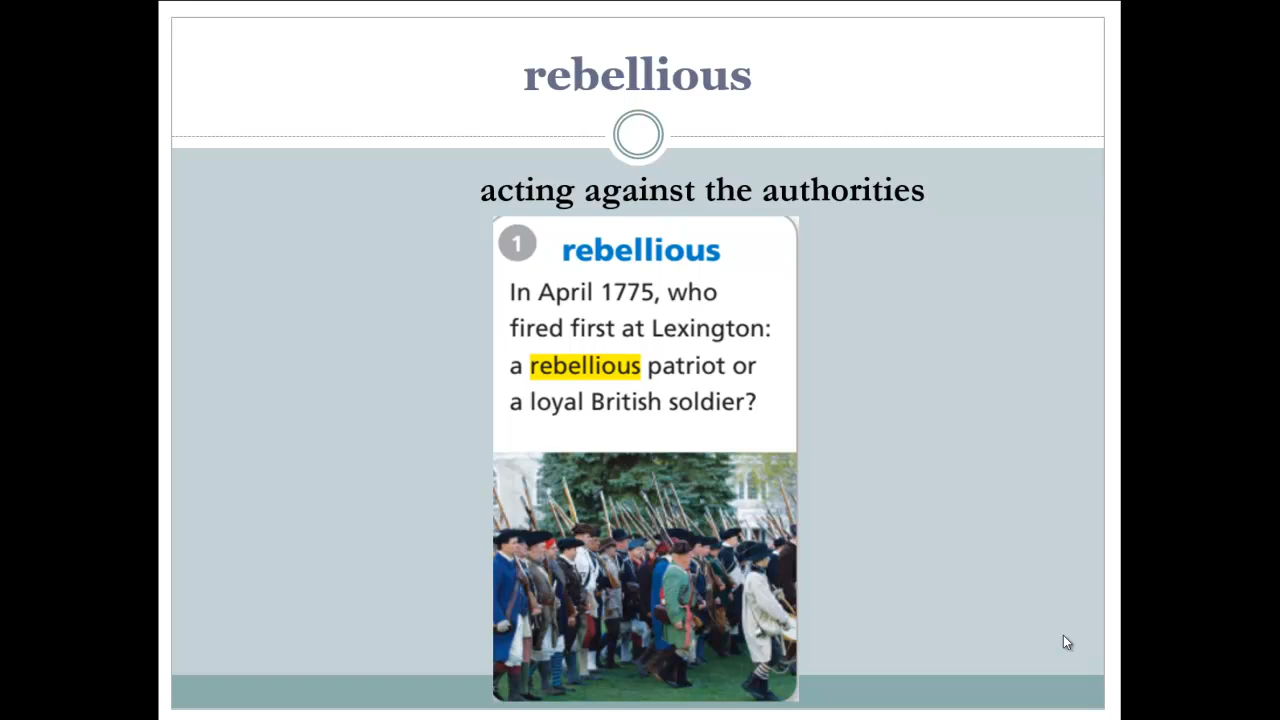 rebellious
acting against the authorities
1
rebellious
In April 1775, who
fired first at Lexington:
a rebellious patriot or
a loyal British soldier?